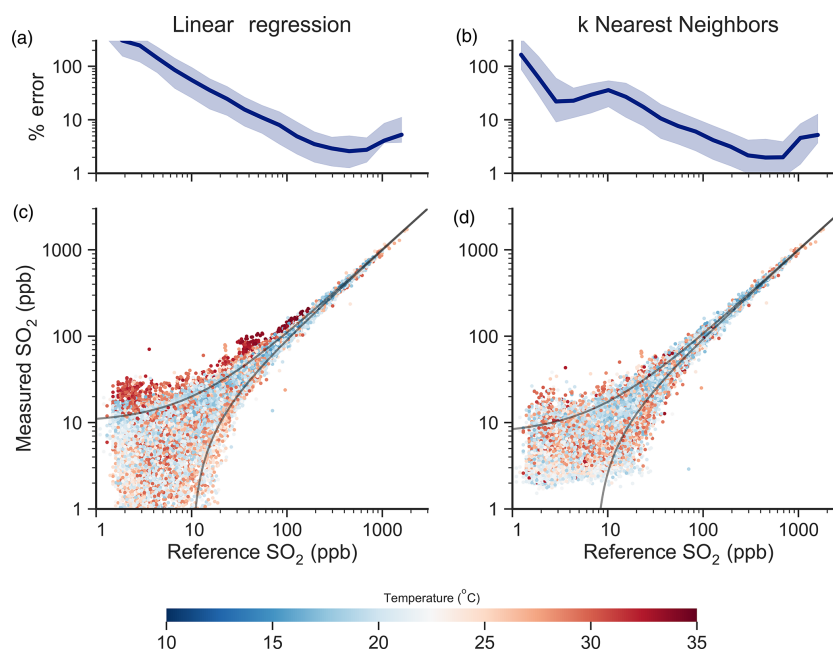 Linear regression
k Nearest Neighbors
(a)
(b)
% error
100
10
1
100
10
1
(c)
(d)
Measured SO2 (ppb)
1000
100
10
1
1000
100
10
1
1 10 100 1000
1 10 100 1000
Reference SO2 (ppb)
Reference SO2 (ppb)
Temperature (°C)
10 15 20 25 30 35